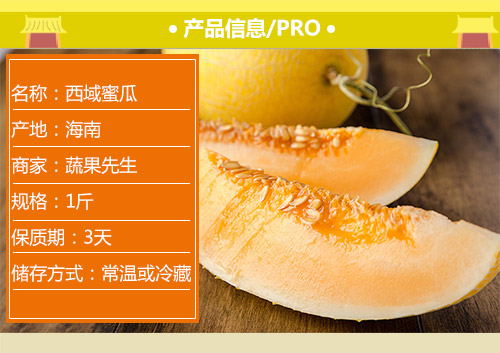 • 产品信息/PRO •
名称：西域蜜瓜
产地：海南
商家：蔬果先生
规格：1斤
保质期：3天
储存方式：常温或冷藏